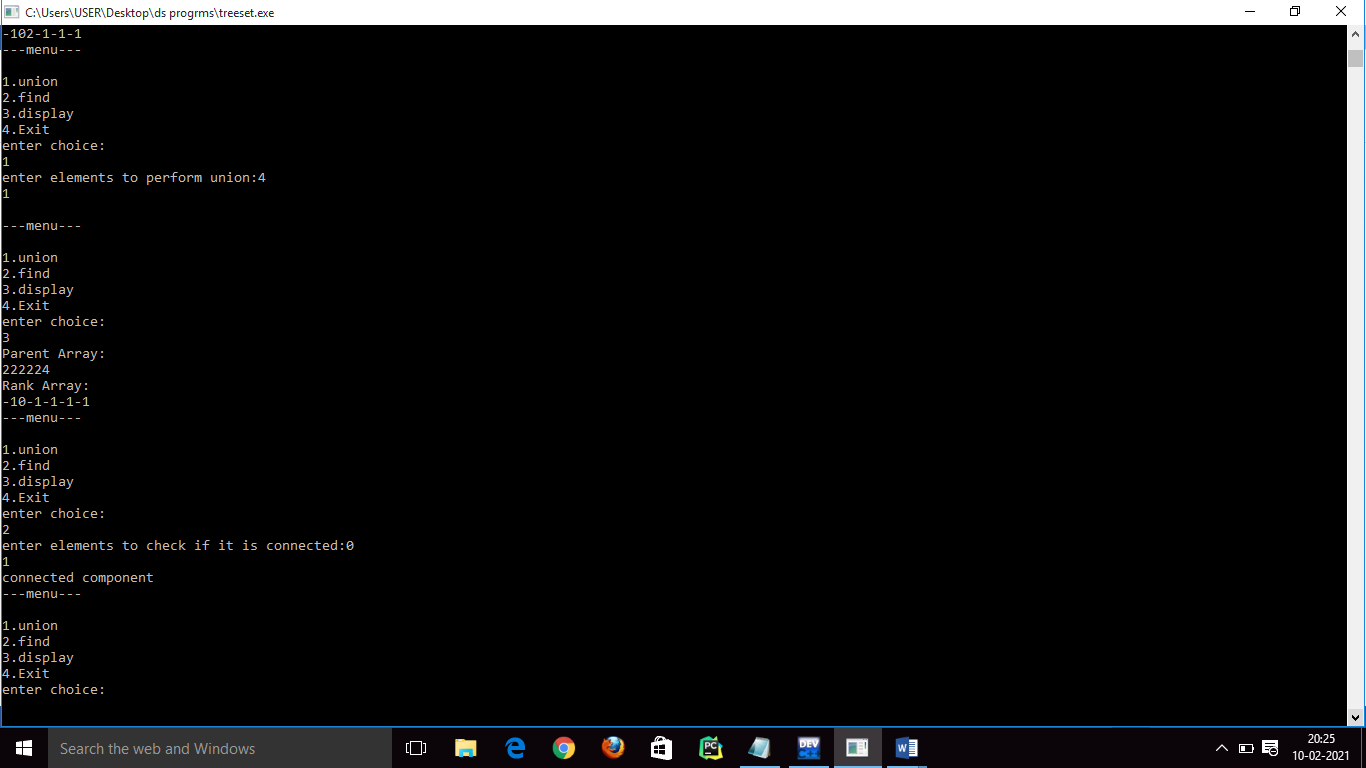 C:\Users\USER\Desktop\ds progrms\treeset.exe
-102-1-1-1
---menu---
1.union
2.find
3.display
4.Exit
enter choice:
1
enter elements to perform union:4
1
---menu---
1.union
2.find
3.display
4.Exit
enter choice:
3
Parent Array:
222224
Rank Array:
-10-1-1-1-1
---menu---
1.union
2.find
3.display
4.Exit
enter choice:
2
enter elements to check if it is connected:0
1
connected component
---menu---
1.union
2.find
3.display
4.Exit
enter choice:
Search the web and Windows
PC
DEV
C++
W
20:25
10-02-2021